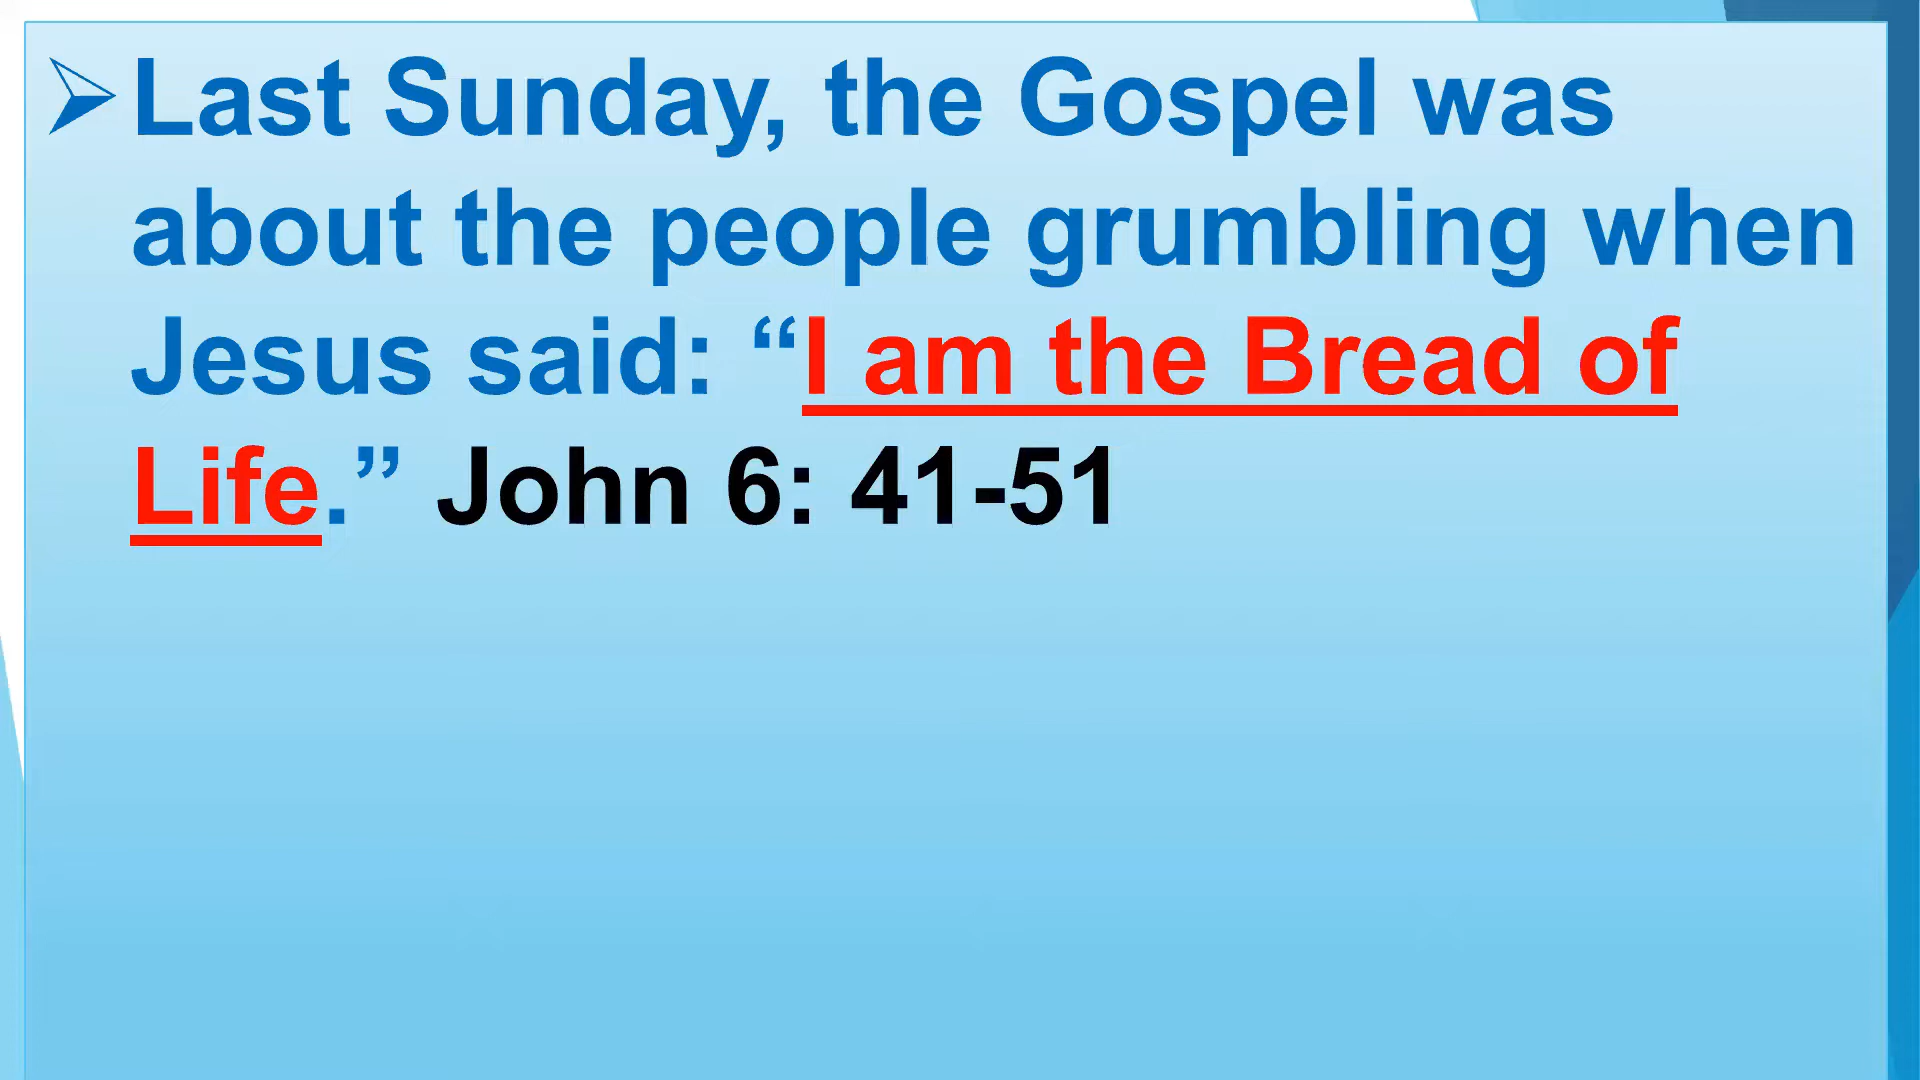 Last Sunday, the Gospel was
about the people grumbling when
Jesus said: “I am the Bread of
Life.” John 6: 41-51